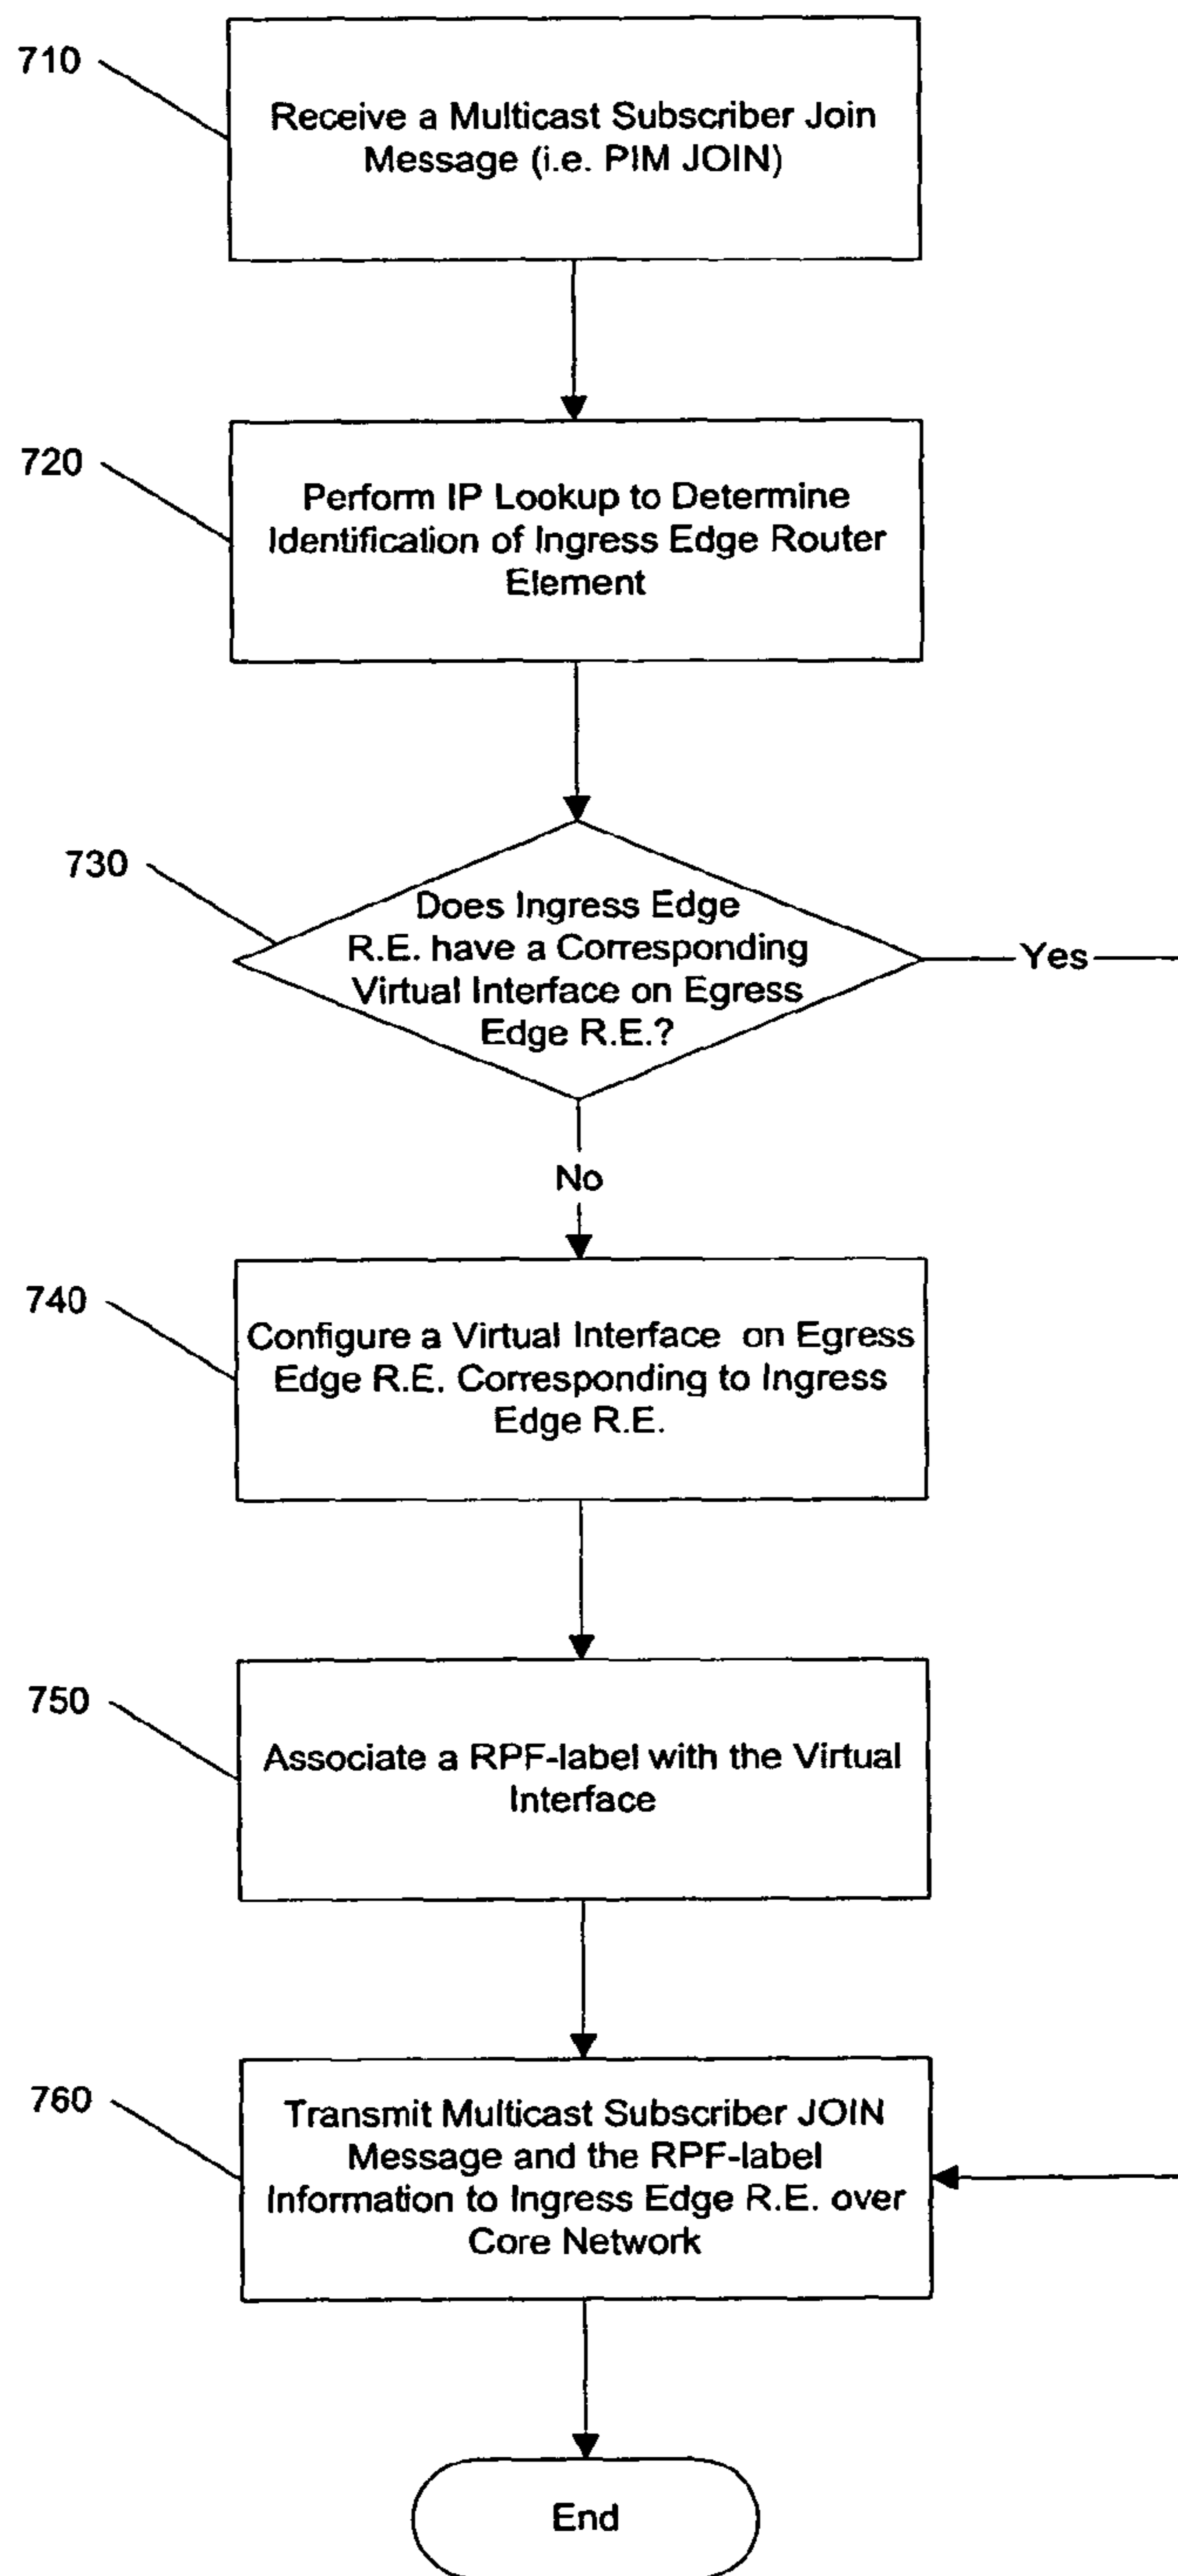 710
Receive a Multicast Subscriber Join
Message (i.e. PIM JOIN)
720
Perform IP Lookup to Determine
Identification of Ingress Edge Router
Element
730
Does Ingress Edge
R.E. have a Corresponding
Virtual Interface on Egress
Edge R.E.?
Yes
No
740
Configure a Virtual Interface on Egress
Edge R.E. Corresponding to Ingress
Edge R.E.
750
Associate a RPF-label with the Virtual
Interface
760
Transmit Multicast Subscriber JOIN
Message and the RPF-label
Information to Ingress Edge R.E. over
Core Network
End